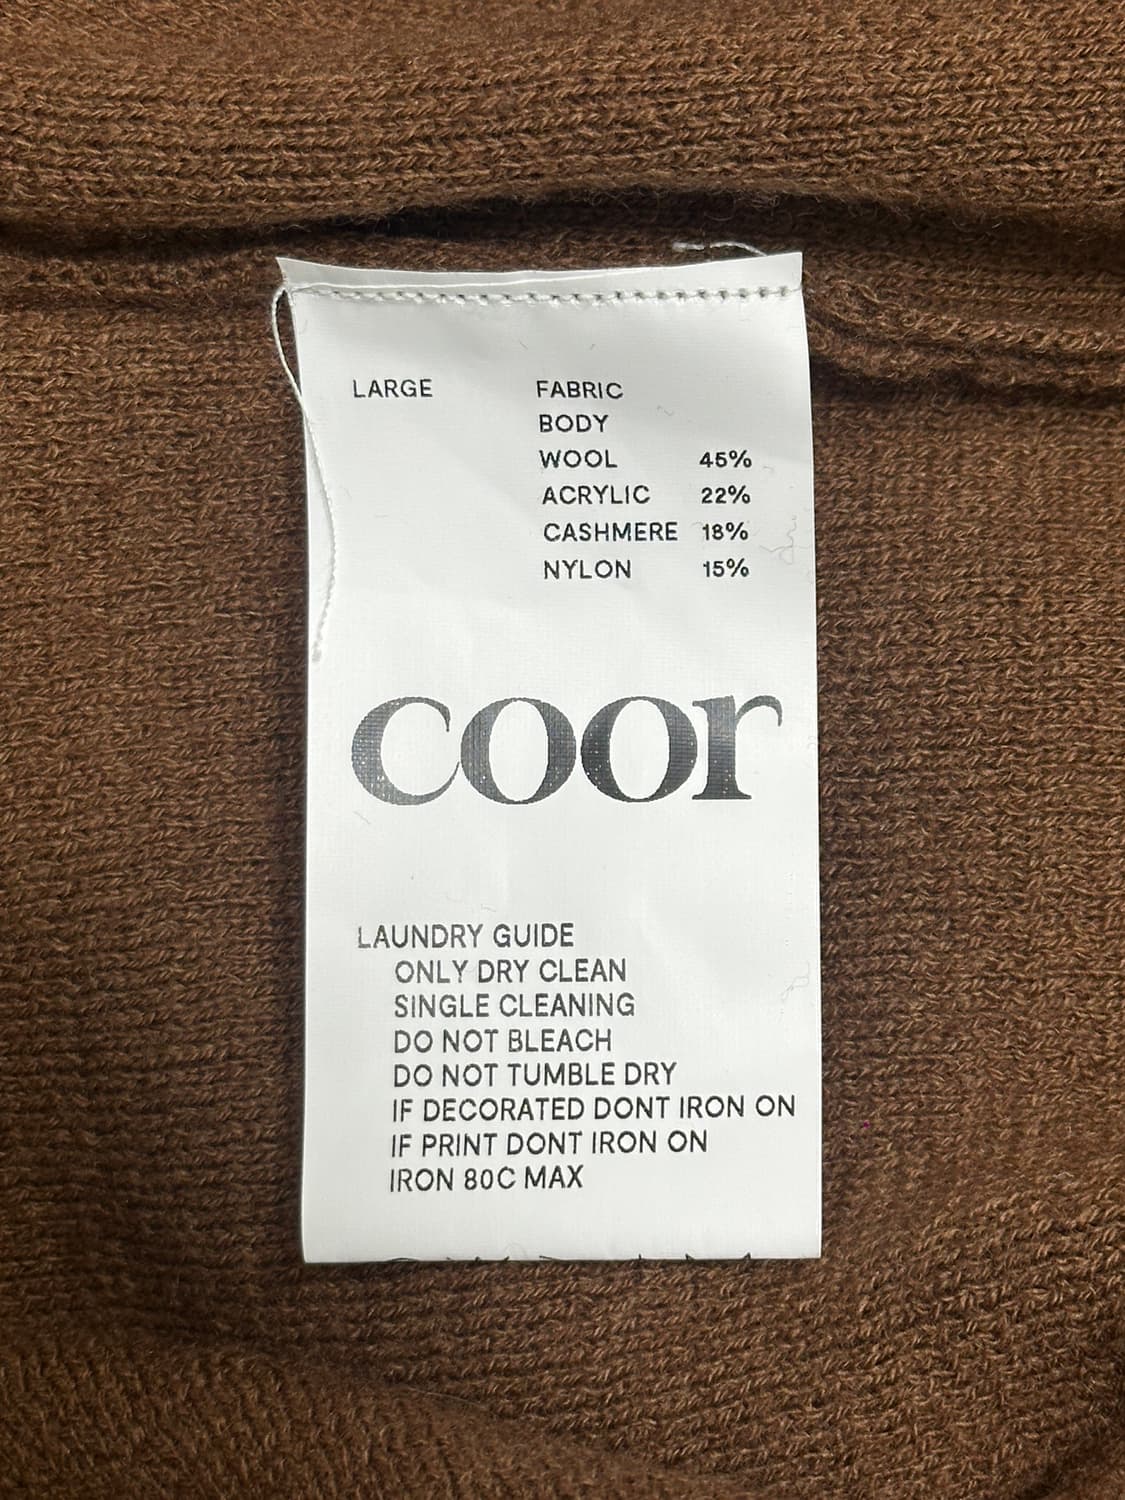 LARGE FABRIC
BODY
WOOL 45%
ACRYLIC 22%
CASHMERE 18%
NYLON 15%
coor
LAUNDRY GUIDE
ONLY DRY CLEAN
SINGLE CLEANING
DO NOT BLEACH
DO NOT TUMBLE DRY
IF DECORATED DONT IRON ON
IF PRINT DONT IRON ON
IRON 80C MAX